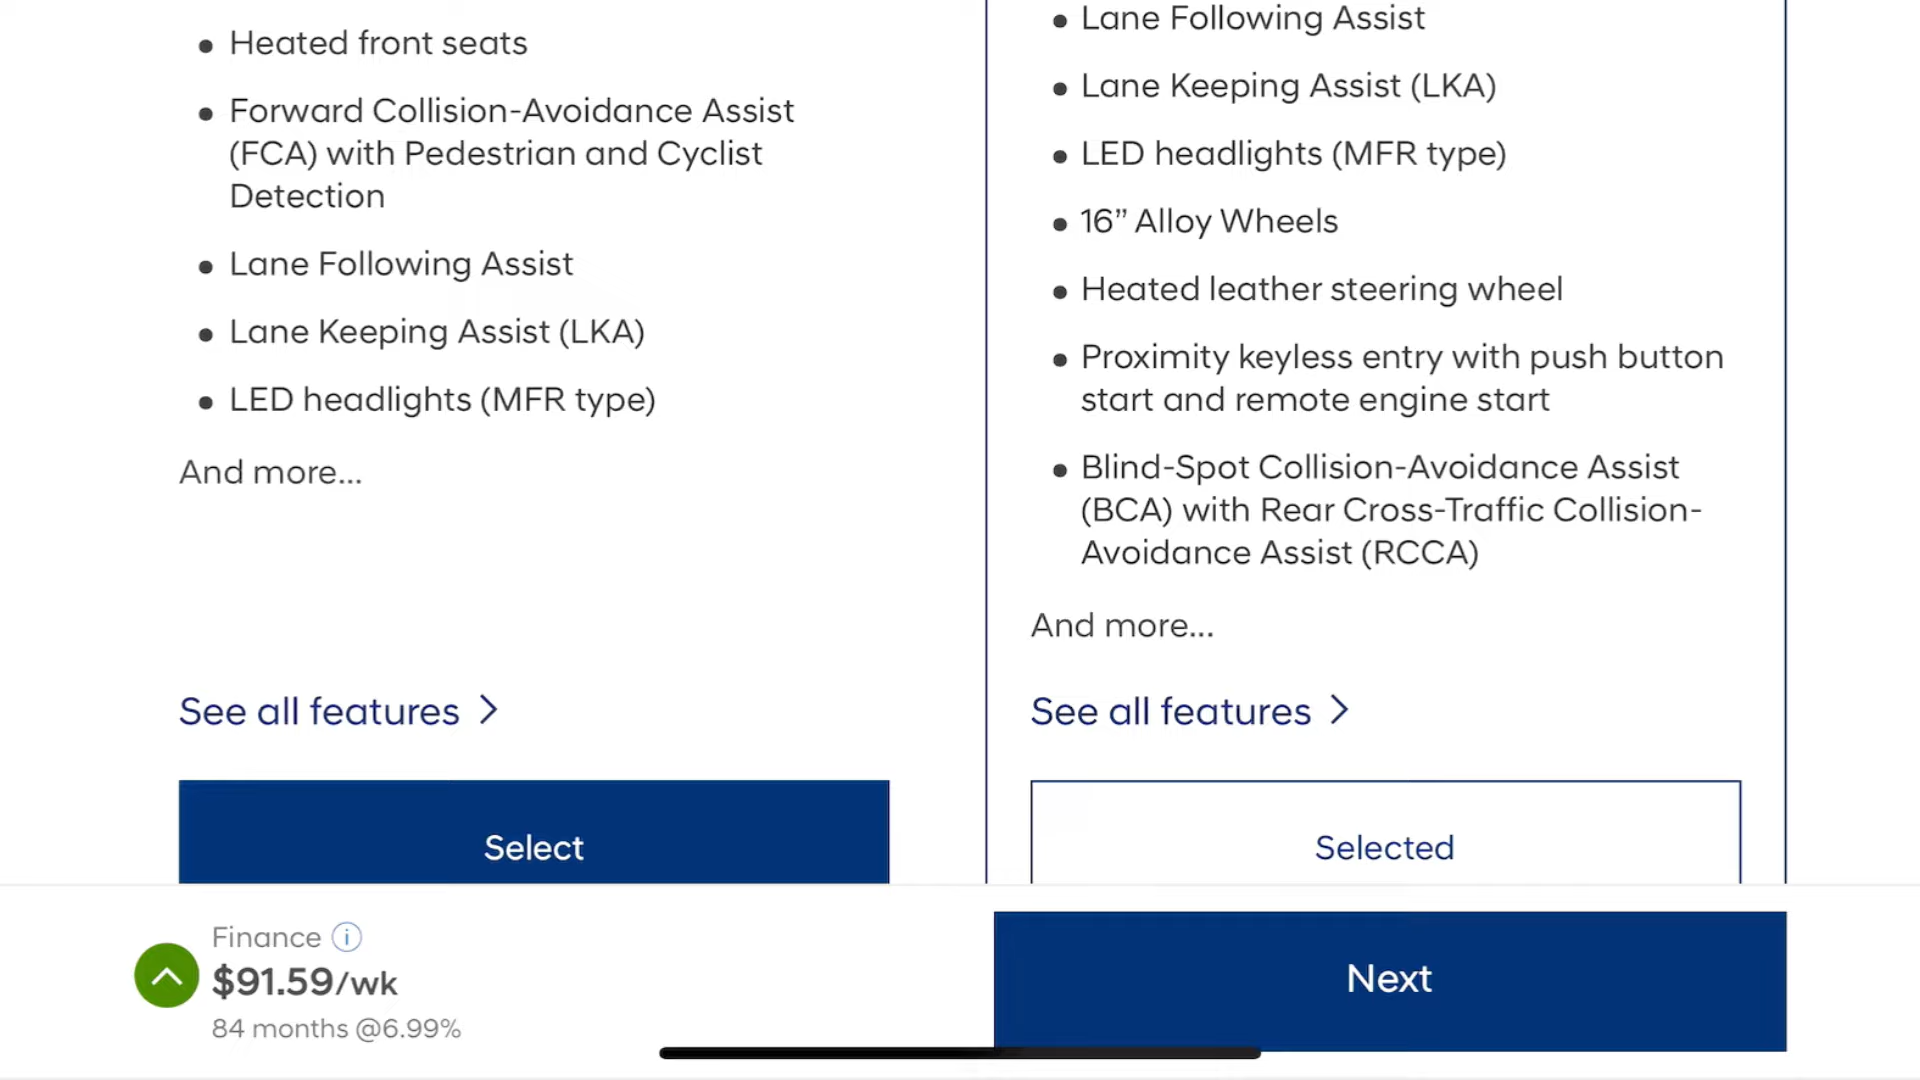 Heated front seats
Forward Collision-Avoidance Assist
(FCA) with Pedestrian and Cyclist
Detection
Lane Following Assist
Lane Keeping Assist (LKA)
LED headlights (MFR type)
And more...
See all features
Select
Lane Following Assist
Lane Keeping Assist (LKA)
LED headlights (MFR type)
16” Alloy Wheels
Heated leather steering wheel
Proximity keyless entry with push button
start and remote engine start
Blind-Spot Collision-Avoidance Assist
(BCA) with Rear Cross-Traffic Collision-
Avoidance Assist (RCCA)
And more...
See all features
Selected
Finance i
$91.59/wk
84 months @6.99%
Next